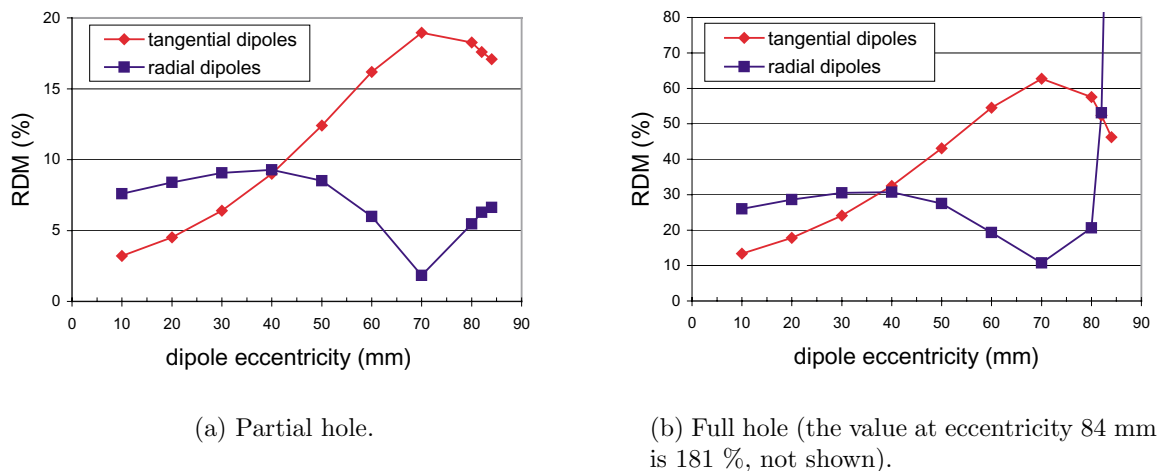 20
15
10
5
0
RDM (%)
tangential dipoles
radial dipoles
0 10 20 30 40 50 60 70 80 90
dipole eccentricity (mm)
(a) Partial hole.
80
70
60
50
40
30
20
10
0
RDM (%)
tangential dipoles
radial dipoles
0 10 20 30 40 50 60 70 80 90
dipole eccentricity (mm)
(b) Full hole (the value at eccentricity 84 mm
is 181 %, not shown).